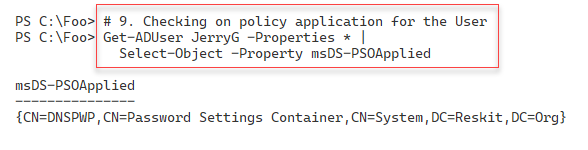 PS C:\Foo> # 9. Checking on policy application for the User
PS C:\Foo> Get-ADUser JerryG -Properties * |
Select-Object -Property msDS-PSOApplied
msDS-PSOApplied
---------------
{CN=DNSPWP,CN=Password Settings Container,CN=System,DC=Reskit,DC=Org}